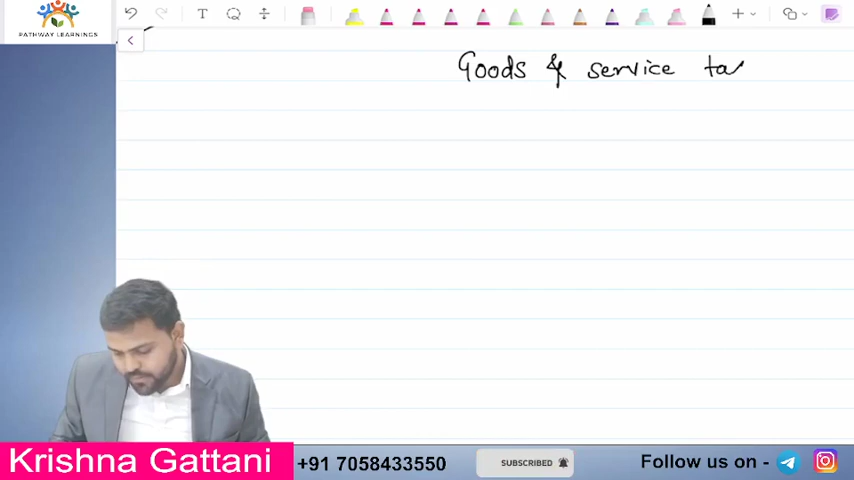 PATHWAY LEARNINGS
T
Goods & service ta
Krishna Gattani
+91 7058433550
SUBSCRIBED
Follow us on -